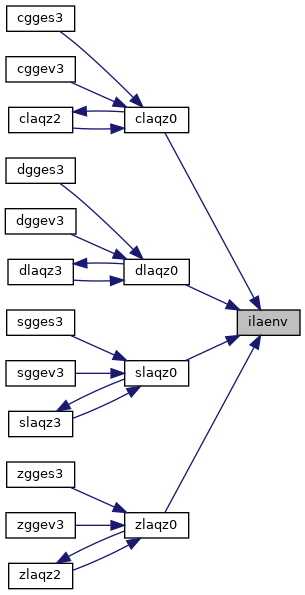 cgges3
cggev3
claqz2
claqz0
dgges3
dggev3
dlaqz3
dlaqz0
ilaenv
sgges3
sggev3
slaqz0
slaqz3
zgges3
zggev3
zlaqz0
zlaqz2